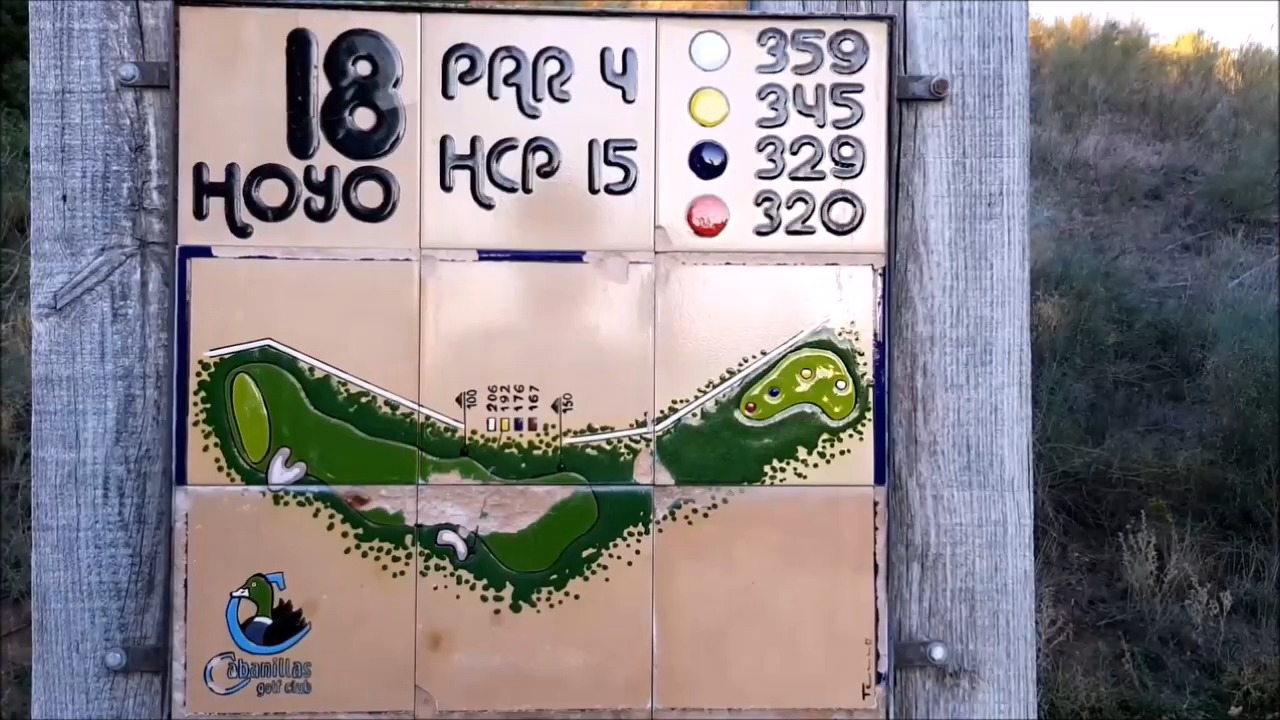 18
HOYO
PAR 4
HCP 15
359
345
329
320
100
206
192
176
167
150
Cabanillas
golf club